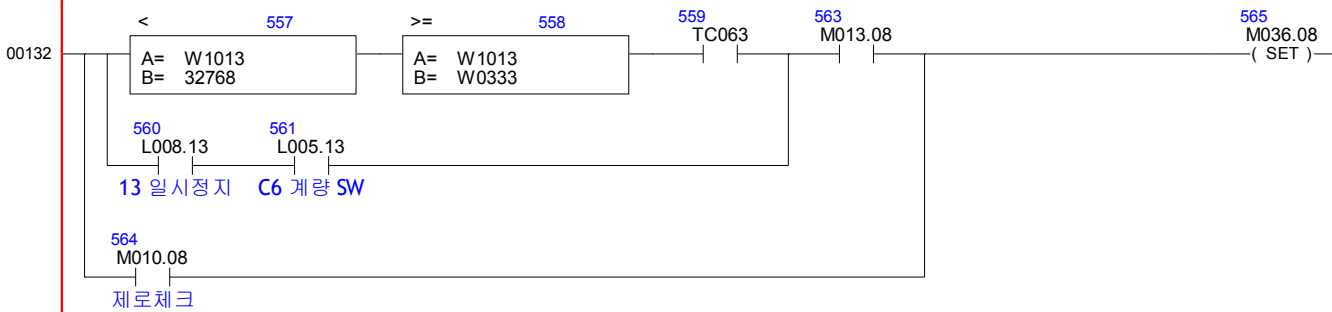 < 557 >= 558 559 563 565
TC063 M013.08 M036.08
00132 A= W1013 A= W1013 ( SET )
B= 32768 B= W0333
560 561
L008.13 L005.13
13 일시정지 C6 계량 SW
564
M010.08
제로체크